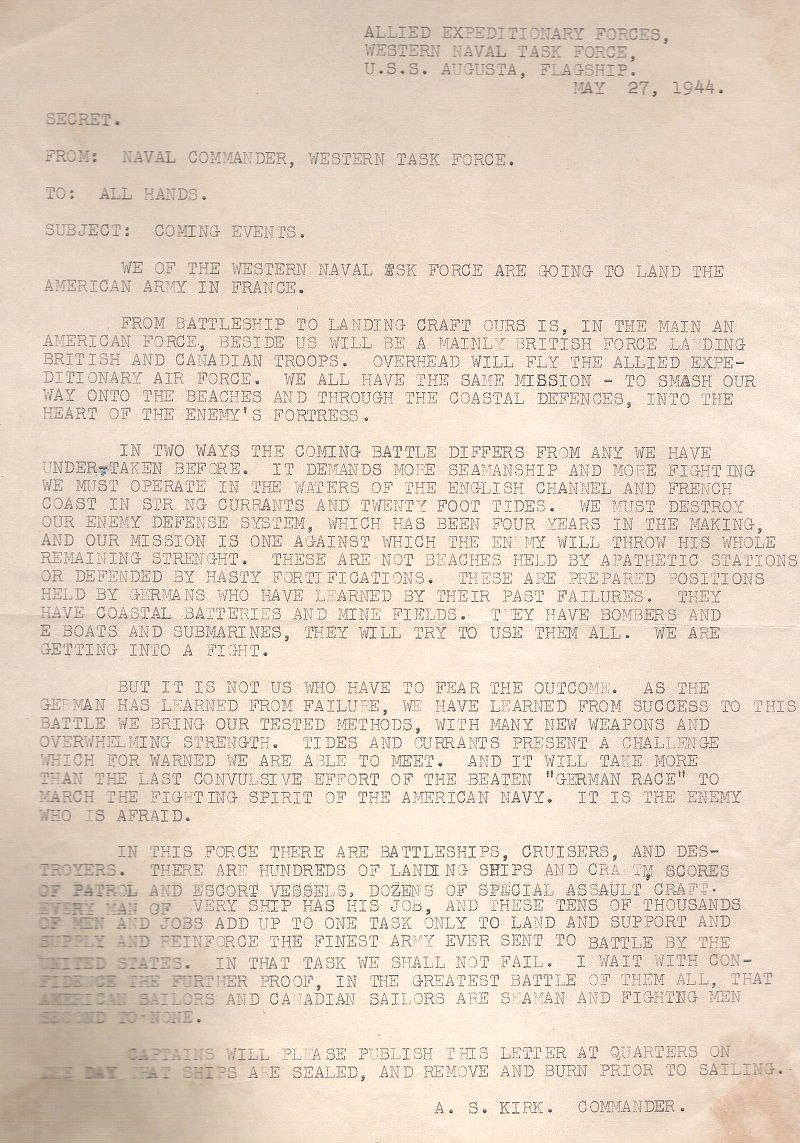 ALLIED EXPEDITIONARY FORCES,
WESTERN NAVAL TASK FORCE,
U.S.S. AUGUSTA, FLAGSHIP.
MAY 27, 1944.
SECRET.
FROM: NAVAL COMMANDER, WESTERN TASK FORCE.
TO: ALL HANDS.
SUBJECT: COMING EVENTS.
WE OF THE WESTERN NAVAL SK FORCE ARE GOING TO LAND THE
AMERICAN ARMY IN FRANCE.
FROM BATTLESHIP TO LANDING CRAFT OURS IS, IN THE MAIN AN
AMERICAN FORCE, BESIDE US WILL BE A MAINLY BRITISH FORCE LA DING
BRITISH AND CANADIAN TROOPS. OVERHEAD WILL FLY THE ALLIED EXPE-
DITIONARY AIR FORCE. WE ALL HAVE THE SAME MISSION - TO SMASH OUR
WAY ONTO THE BEACHES AND THROUGH THE COASTAL DEFENCES, INTO THE
HEART OF THE ENEMY'S FORTRESS.
IN TWO WAYS THE COMING BATTLE DIFFERS FROM ANY WE HAVE
UNDER-TAKEN BEFORE. IT DEMANDS MORE SEAMANSHIP AND MORE FIGHTING
WE MUST OPERATE IN THE WATERS OF THE ENGLISH CHANNEL AND FRENCH
COAST IN STR NG CURRANTS AND TWENTY FOOT TIDES. WE MUST DESTROY
OUR ENEMY DEFENSE SYSTEM, WHICH HAS BEEN FOUR YEARS IN THE MAKING,
AND OUR MISSION IS ONE AGAINST WHICH THE ENEMY WILL THROW HIS WHOLE
REMAINING STRENGHT. THESE ARE NOT BEACHES HELD BY APATHETIC STATIONS
OR DEFENDED BY HASTY FORTIFICATIONS. THESE ARE PREPARED POSITIONS
HELD BY GERMANS WHO HAVE LEARNED BY THEIR PAST FAILURES. THEY
HAVE COASTAL BATTERIES AND MINE FIELDS. THEY HAVE BOMBERS AND
E BOATS AND SUBMARINES, THEY WILL TRY TO USE THEM ALL. WE ARE
GETTING INTO A FIGHT.
BUT IT IS NOT US WHO HAVE TO FEAR THE OUTCOME. AS THE
GERMAN HAS LEARNED FROM FAILURE, WE HAVE LEARNED FROM SUCCESS TO THIS
BATTLE WE BRING OUR TESTED METHODS, WITH MANY NEW WEAPONS AND
OVERWHELMING STRENGTH. TIDES AND CURRANTS PRESENT A CHALLENGE
WHICH FOR WARNED WE ARE ABLE TO MEET. AND IT WILL TAKE MORE
THAN THE LAST CONVULSIVE EFFORT OF THE BEATEN "GERMAN RACE" TO
MARCH THE FIGHTING SPIRIT OF THE AMERICAN NAVY. IT IS THE ENEMY
WHO IS AFRAID.
IN THIS FORCE THERE ARE BATTLESHIPS, CRUISERS, AND DES-
TROYERS. THERE ARE HUNDREDS OF LANDING SHIPS AND SCORES
OF PATROL AND ESCORT VESSELS, DOZENS OF SPECIAL ASSAULT CRAFT.
EVERY MAN OF VERY SHIP HAS HIS JOB, AND THESE TENS OF THOUSANDS
OF MEN AND JOBS ADD UP TO ONE TASK ONLY TO LAND AND SUPPORT AND
SUPPLY AND REINFORCE THE FINEST ARMY EVER SENT TO BATTLE BY THE
UNITED STATES. IN THAT TASK WE SHALL NOT FAIL. I WAIT WITH CON-
FIDENCE THE FURTHER PROOF, IN THE GREATEST BATTLE OF THEM ALL, THAT
AMERICAN SAILORS AND CANADIAN SAILORS ARE SEAMAN AND FIGHTNG MEN
SECOND TO NONE.
CAPTAINS WILL PLEASE PUBLISH THIS LETTER AT QUARTERS ON
THE DAY THAT SHIPS ARE SEALED, AND REMOVE AND BURN PRIOR TO SAILING.
A. S. KIRK. COMMANDER.